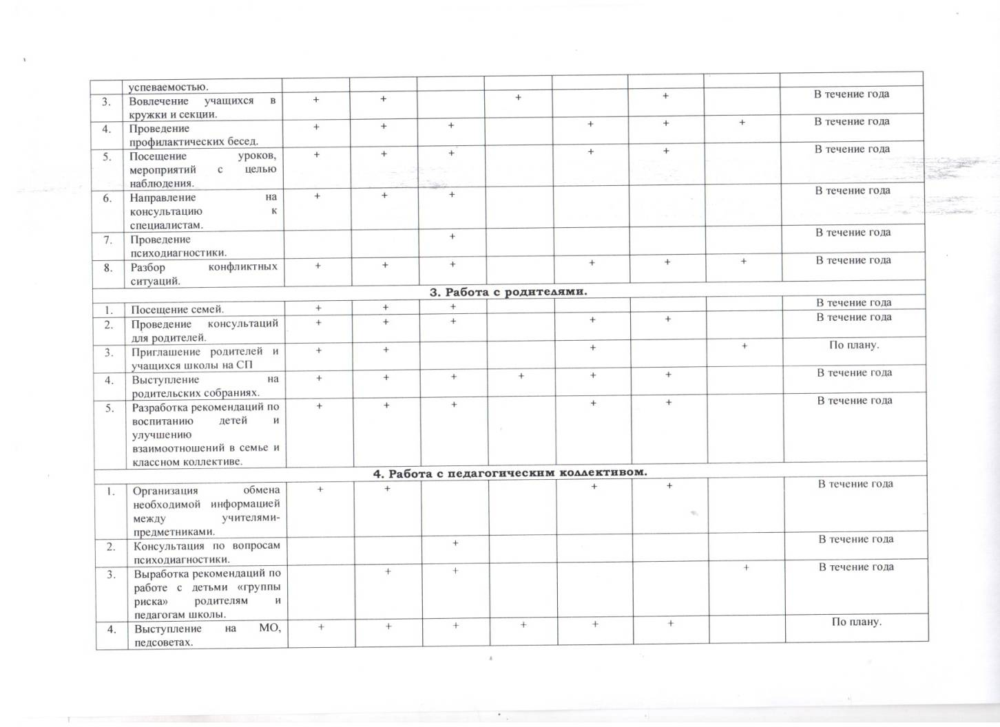 успеваемостью.
3. Вовлечение учащихся в + + + + В течение года
кружки и секции.
4. Проведение + + + + + + В течение года
профилактических бесед.
5. Посещение уроков, + + + + + В течение года
мероприятий с целью
наблюдения.
6. Направление на + + + В течение года
консультацию к
специалистам.
7. Проведение + В течение года
психодиагностики.
8. Разбор конфликтных + + + + + + В течение года
ситуаций.
3. Работа с родителями.
1. Посещение семей. + + + В течение года
2. Проведение консультаций + + + + + В течение года
для родителей.
3. Приглашение родителей и + + + + По плану.
учащихся школы на СП
4. Выступление на + + + + + + В течение года
родительских собраниях.
5. Разработка рекомендаций по + + + + + В течение года
воспитанию детей и
улучшению
взаимоотношений в семье и
классном коллективе.
4. Работа с педагогическим коллективом.
1. Организация обмена + + + + В течение года
необходимой информацией
между учителями-
предметниками.
2. Консультация по вопросам + В течение года
психодиагностики.
3. Выработка рекомендаций по + + + В течение года
работе с детьми «группы
риска» родителям и
педагогам школы.
4. Выступление на МО, + + + + + + По плану.
педсоветах.